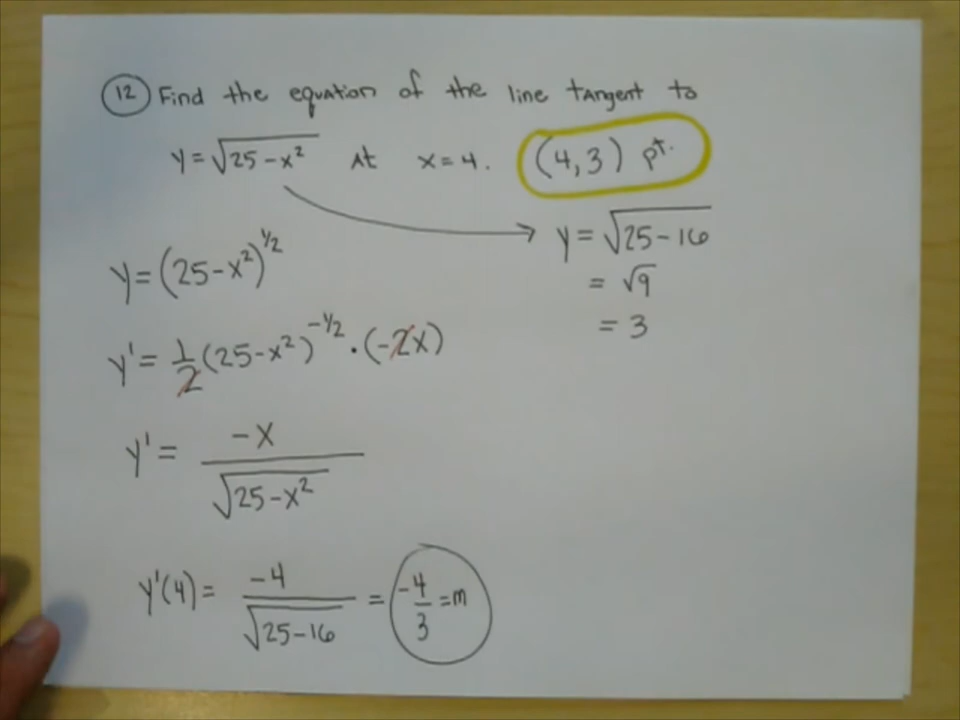 (12) Find the equation of the line tangent to
y = √(25 - x²) at x = 4. (4, 3) pt.
y = √(25 - 16)
= √9
= 3
y = (25 - x²)^½
y' = 1/2 (25 - x²)^-½ · (-2x)
y' = -x / √(25 - x²)
y'(4) = -4 / √(25 - 16) = -4/3 = m